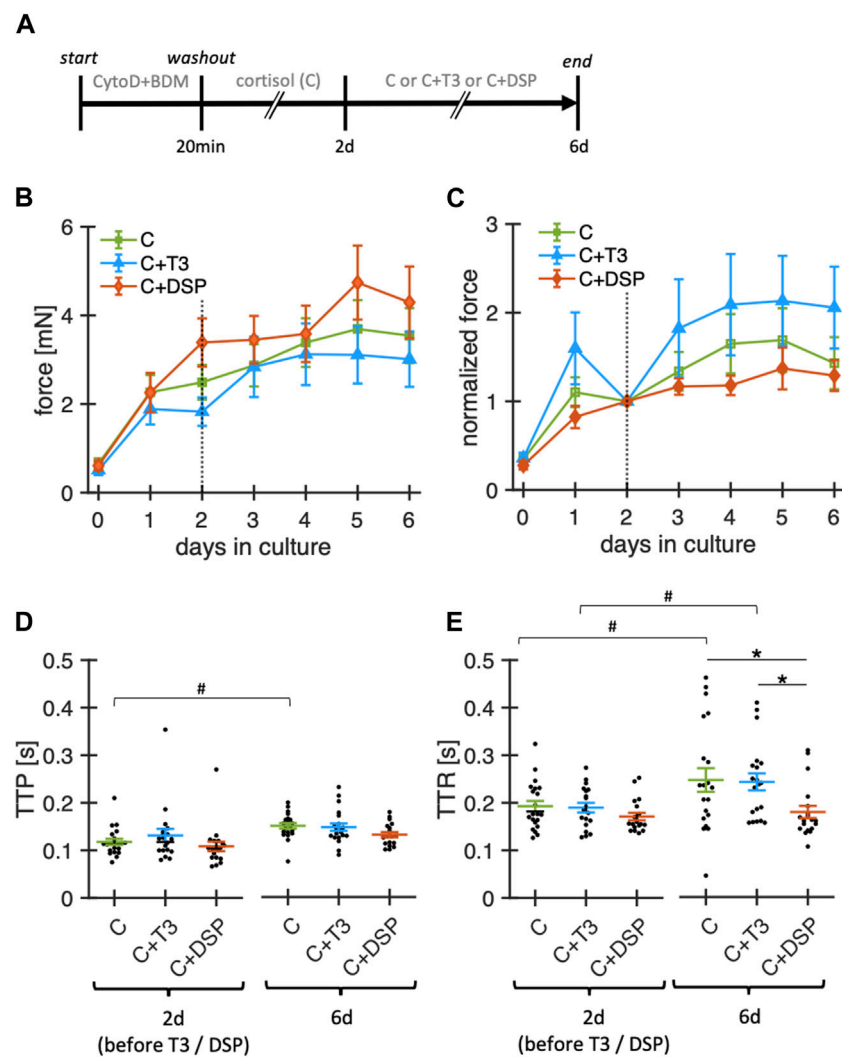 A
start
washout
end
CytoD+BDM
cortisol (C)
C or C+T3 or C+DSP
20min
2d
6d
B
6
4
2
0
force [mN]
C
C+T3
C+DSP
0 1 2 3 4 5 6
days in culture
C
3
2
1
0
normalized force
C
C+T3
C+DSP
0 1 2 3 4 5 6
days in culture
D
#
0.5
0.4
0.3
0.2
0.1
0
TTP [s]
C C+T3 C+DSP C C+T3 C+DSP
2d
(before T3 / DSP)
6d
E
#
#
*
*
0.5
0.4
0.3
0.2
0.1
0
TTR [s]
C C+T3 C+DSP C C+T3 C+DSP
2d
(before T3 / DSP)
6d